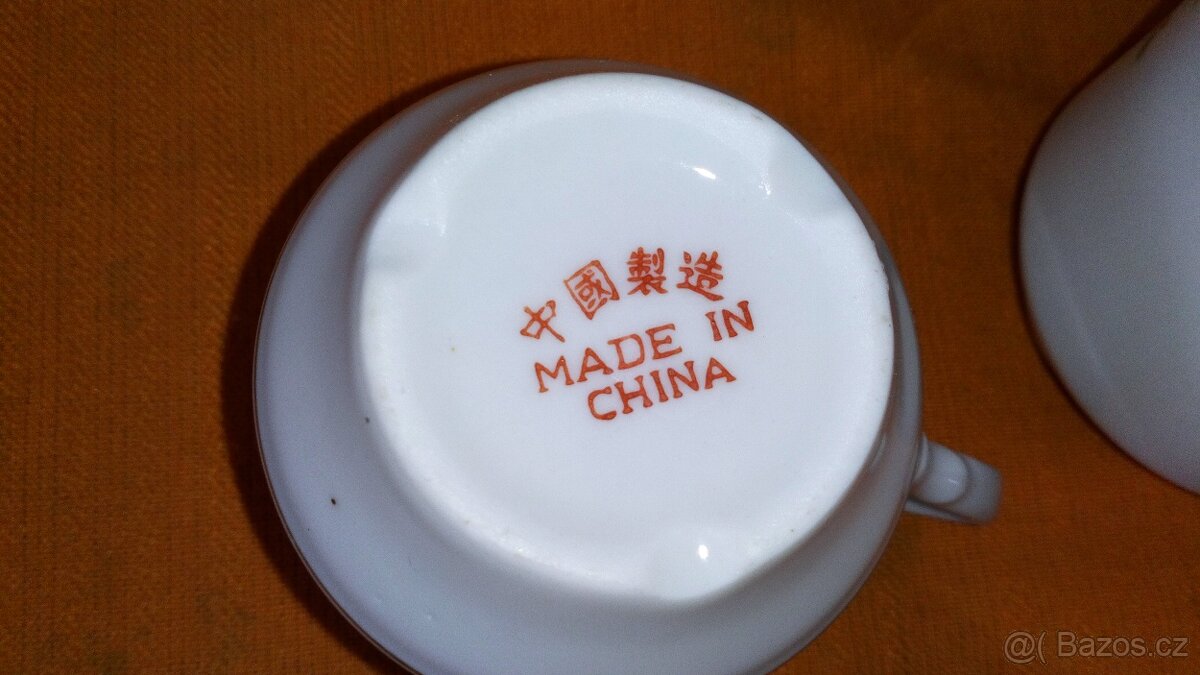 中國製造
MADE IN
CHINA
@( Bazos.cz